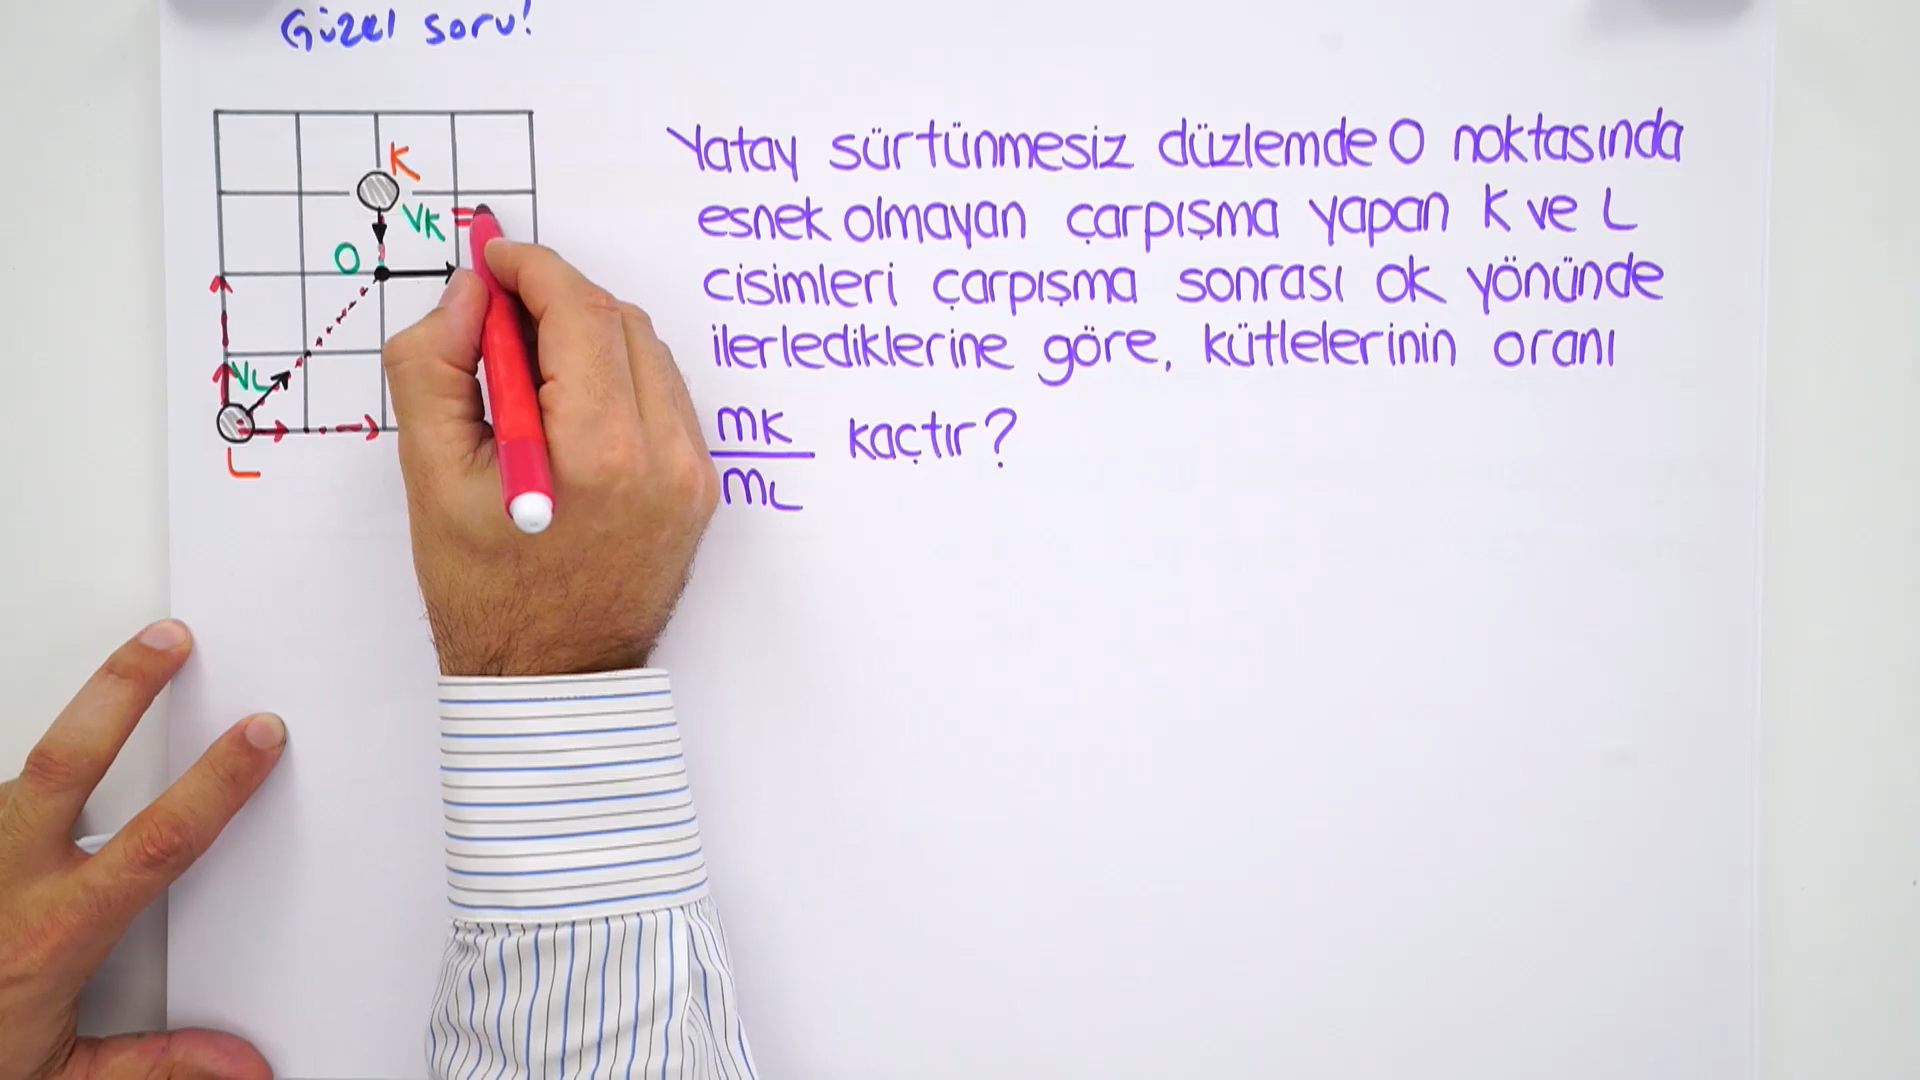 Güzel soru!
K
VK =
O
VL
L
Yatay sürtünmesiz düzlemde O noktasında
esnek olmayan çarpışma yapan K ve L
cisimleri çarpışma sonrası ok yönünde
ilerlediklerine göre, kütlelerinin oranı
mK
mL
kaçtır?